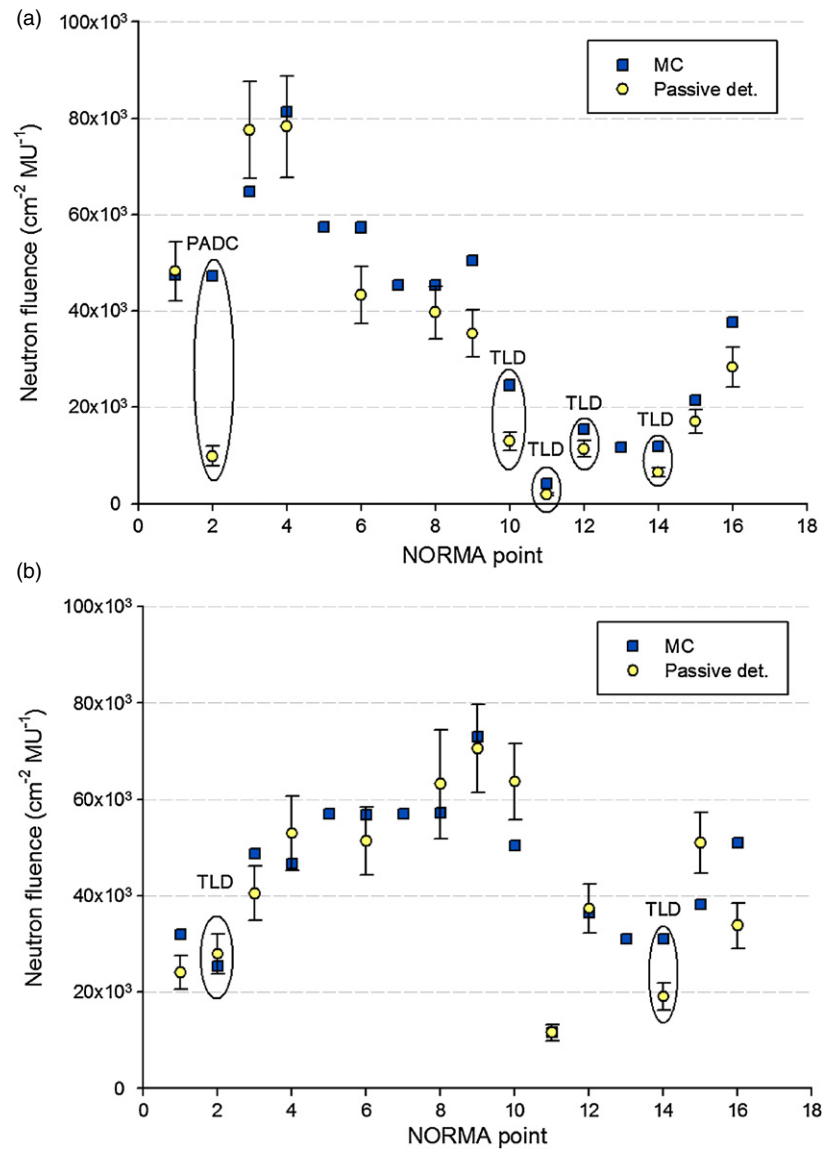 (a)
100x10³
80x10³
60x10³
40x10³
20x10³
0
Neutron fluence (cm⁻² MU⁻¹)
MC
Passive det.
PADC
TLD
TLD
TLD
TLD
0 2 4 6 8 10 12 14 16 18
NORMA point
(b)
100x10³
80x10³
60x10³
40x10³
20x10³
0
Neutron fluence (cm⁻² MU⁻¹)
MC
Passive det.
TLD
TLD
0 2 4 6 8 10 12 14 16 18
NORMA point